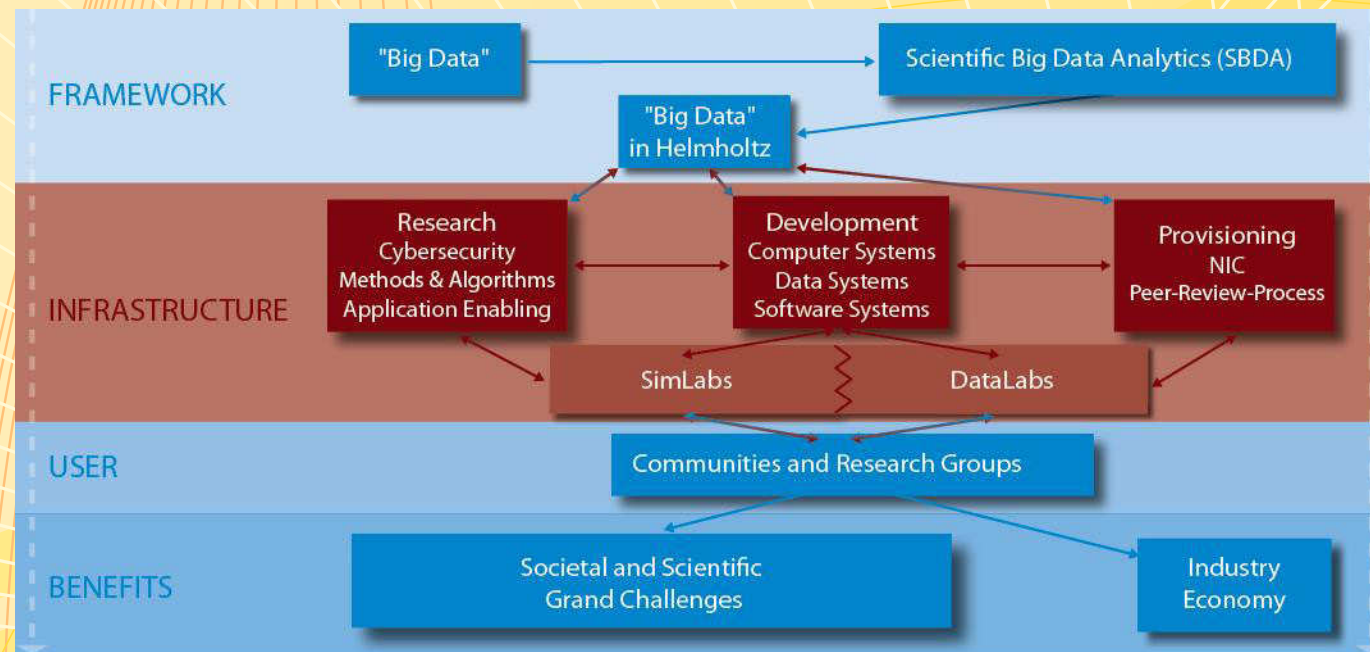 FRAMEWORK
"Big Data"
Scientific Big Data Analytics (SBDA)
"Big Data"
in Helmholtz
INFRASTRUCTURE
Research
Cybersecurity
Methods & Algorithms
Application Enabling
Development
Computer Systems
Data Systems
Software Systems
Provisioning
NIC
Peer-Review-Process
SimLabs
DataLabs
USER
Communities and Research Groups
BENEFITS
Societal and Scientific
Grand Challenges
Industry
Economy